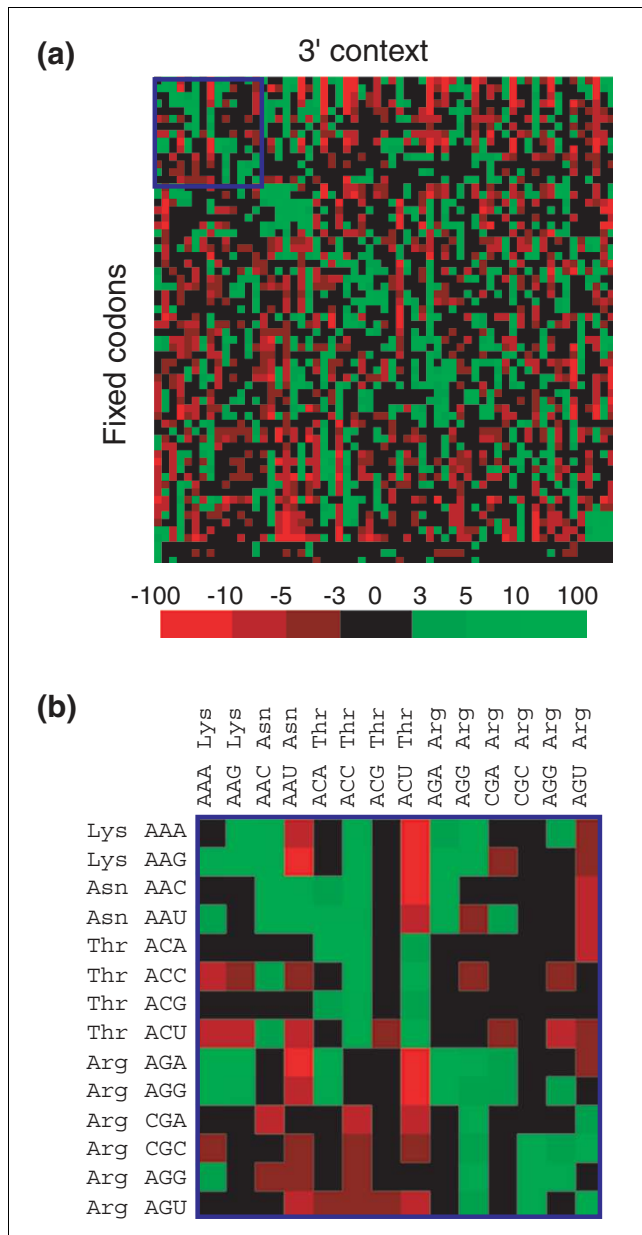 (a)
3' context
Fixed codons
-100 -10 -5 -3 0 3 5 10 100
(b)
AAA Lys
AAG Lys
AAC Asn
AAU Asn
ACA Thr
ACC Thr
ACG Thr
ACU Thr
AGA Arg
AGG Arg
CGA Arg
CGC Arg
AGG Arg
AGU Arg
Lys AAA
Lys AAG
Asn AAC
Asn AAU
Thr ACA
Thr ACC
Thr ACG
Thr ACU
Arg AGA
Arg AGG
Arg CGA
Arg CGC
Arg AGG
Arg AGU